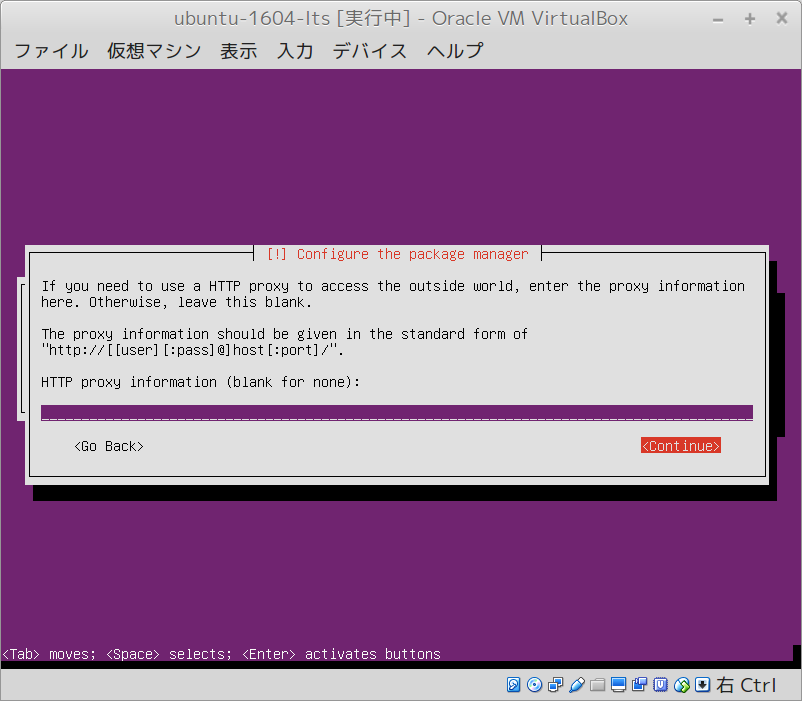 ubuntu-1604-lts [実行中] - Oracle VM VirtualBox
ファイル 仮想マシン 表示 入力 デバイス ヘルプ
[!] Configure the package manager
If you need to use a HTTP proxy to access the outside world, enter the proxy information
here. Otherwise, leave this blank.
The proxy information should be given in the standard form of
"http://[[user][:pass]@]host[:port]/".
HTTP proxy information (blank for none):
<Go Back> <Continue>
<Tab> moves; <Space> selects; <Enter> activates buttons
右 Ctrl